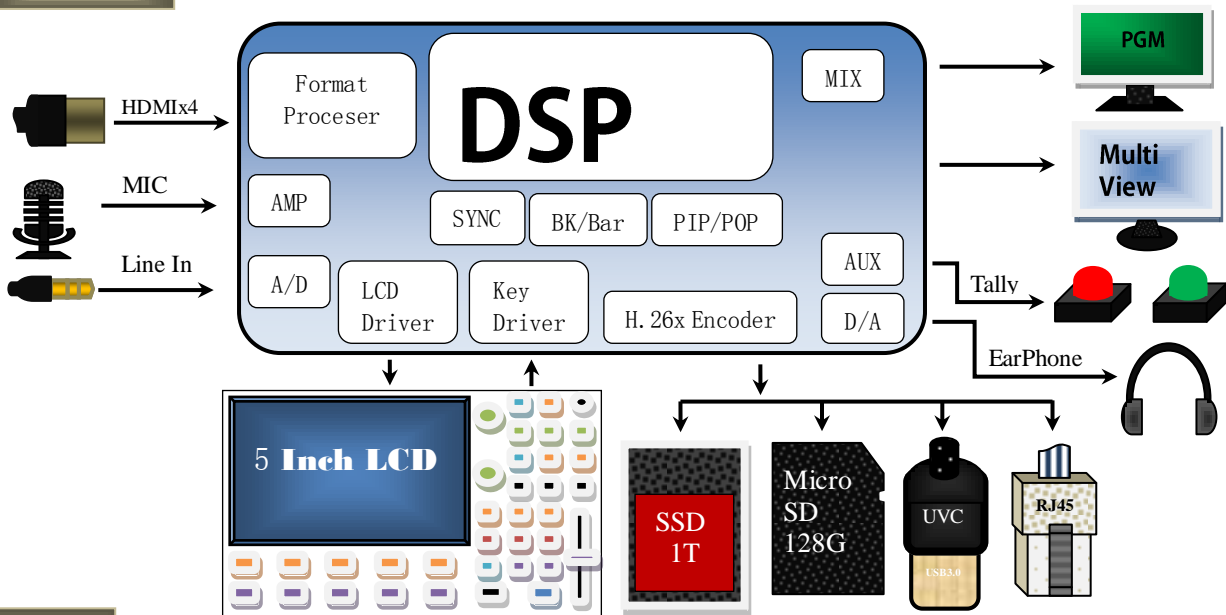 HDMIx4
MIC
Line In
Format
Proceser
DSP
MIX
AMP
SYNC
BK/Bar
PIP/POP
A/D
LCD
Driver
Key
Driver
H.26x Encoder
AUX
D/A
PGM
Multi
View
Tally
EarPhone
5 Inch LCD
SSD
1T
Micro
SD
128G
UVC
USB3.0
RJ45